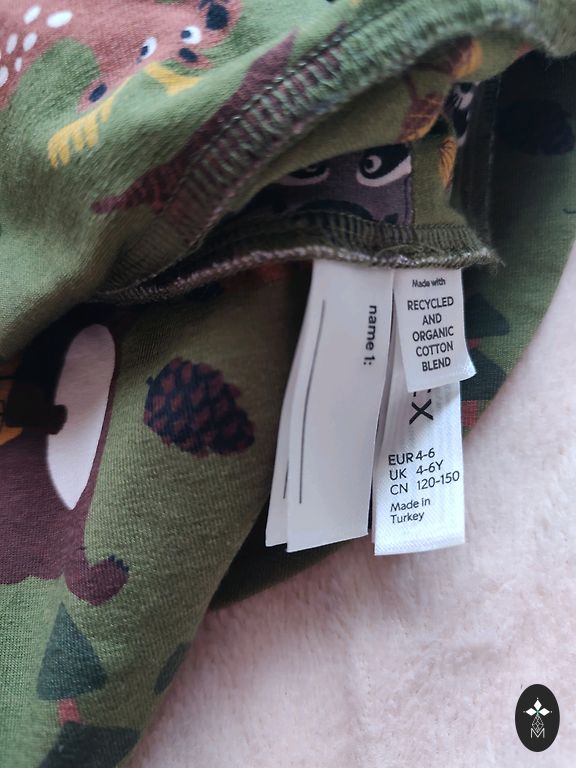 name 1:
Made with
RECYCLED
AND
ORGANIC
COTTON
BLEND
X
EUR 4-6
UK 4-6Y
CN 120-150
Made in
Turkey
M